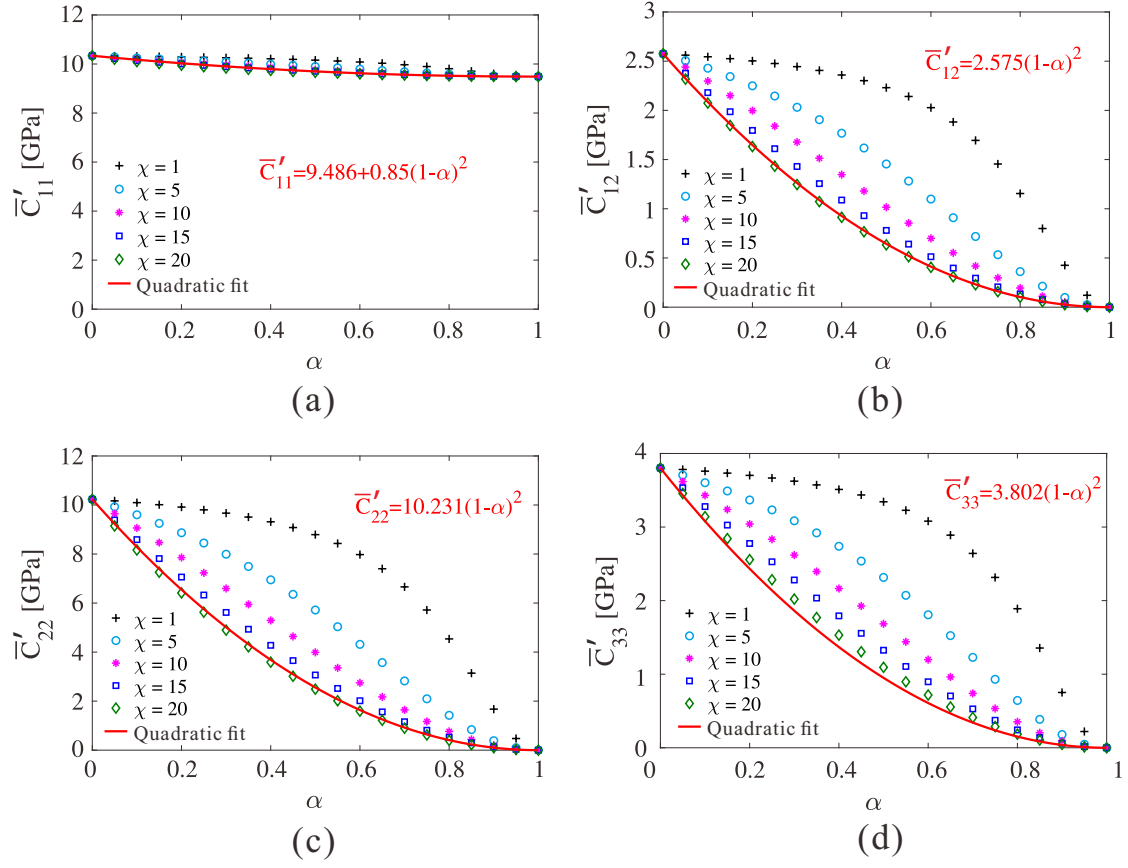 12
10
8
6
4
2
0
C̅′₁₁ [GPa]
C̅′₁₁=9.486+0.85(1-α)²
χ = 1
χ = 5
χ = 10
χ = 15
χ = 20
Quadratic fit
0 0.2 0.4 0.6 0.8 1
α
(a)
3
2.5
2
1.5
1
0.5
0
C̅′₁₂ [GPa]
C̅′₁₂=2.575(1-α)²
χ = 1
χ = 5
χ = 10
χ = 15
χ = 20
Quadratic fit
0 0.2 0.4 0.6 0.8 1
α
(b)
12
10
8
6
4
2
0
C̅′₂₂ [GPa]
C̅′₂₂=10.231(1-α)²
χ = 1
χ = 5
χ = 10
χ = 15
χ = 20
Quadratic fit
0 0.2 0.4 0.6 0.8 1
α
(c)
4
3
2
1
0
C̅′₃₃ [GPa]
C̅′₃₃=3.802(1-α)²
χ = 1
χ = 5
χ = 10
χ = 15
χ = 20
Quadratic fit
0 0.2 0.4 0.6 0.8 1
α
(d)